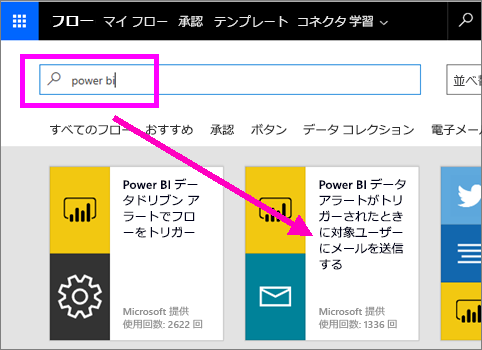 フロー マイ フロー 承認 テンプレート コネクタ 学習
power bi
並べ替
すべてのフロー おすすめ 承認 ボタン データ コレクション 電子メール
Power BI デー
タドリブン ア
ラートでフロ
ーをトリガー
Microsoft 提供
使用回数: 2622 回
Power BI データ
アラートがトリ
ガーされたとき
に対象ユーザー
にメールを送信
する
Microsoft 提供
使用回数: 1336 回